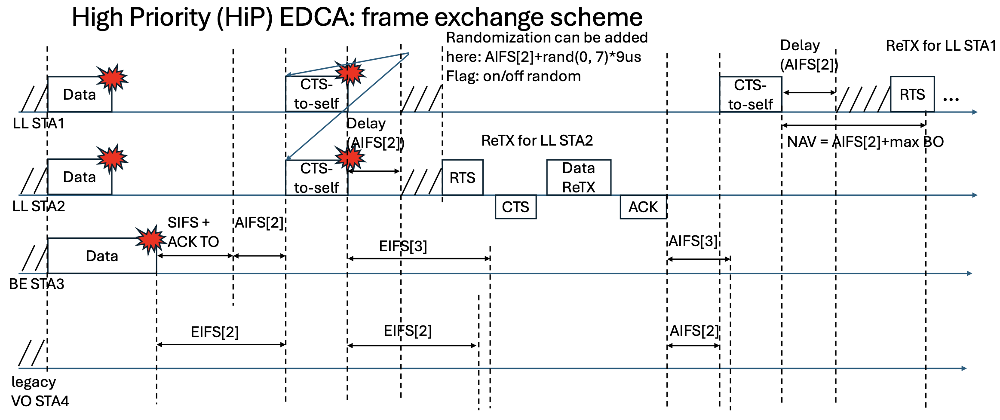 High Priority (HiP) EDCA: frame exchange scheme
Randomization can be added
here: AIFS[2]+rand(0, 7)*9us
Flag: on/off random
Delay
(AIFS[2])
ReTX for LL STA1
Data
CTS-
to-self
CTS-
to-self
RTS
...
LL STA1
Delay
(AIFS[2])
ReTX for LL STA2
NAV = AIFS[2]+max BO
Data
CTS-
to-self
RTS
Data
ReTX
CTS
ACK
LL STA2
SIFS +
ACK TO
AIFS[2]
EIFS[3]
AIFS[3]
Data
BE STA3
EIFS[2]
EIFS[2]
AIFS[2]
legacy
VO STA4